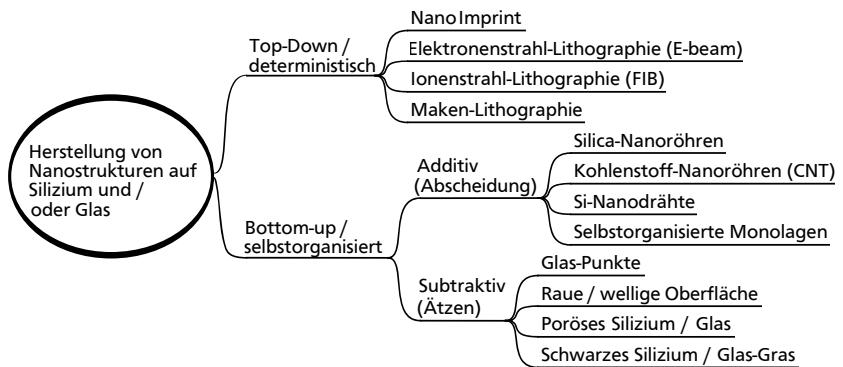 Herstellung von
Nanostrukturen auf
Silizium und /
oder Glas
Top-Down /
deterministisch
NanoImprint
Elektronenstrahl-Lithographie (E-beam)
Ionenstrahl-Lithographie (FIB)
Maken-Lithographie
Bottom-up /
selbstorganisiert
Additiv
(Abscheidung)
Silica-Nanoröhren
Kohlenstoff-Nanoröhren (CNT)
Si-Nanodrähte
Selbstorganisierte Monolagen
Subtraktiv
(Ätzen)
Glas-Punkte
Raue / wellige Oberfläche
Poröses Silizium / Glas
Schwarzes Silizium / Glas-Gras